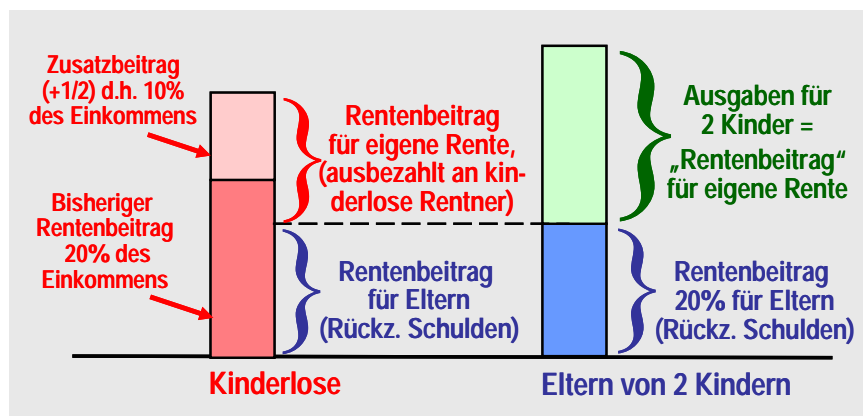 Zusatzbeitrag
(+1/2) d.h. 10%
des Einkommens
Bisheriger
Rentenbeitrag
20% des
Einkommens
Rentenbeitrag
für eigene Rente,
(ausbezahlt an kin-
derlose Rentner)
Rentenbeitrag
für Eltern
(Rückz. Schulden)
Ausgaben für
2 Kinder =
„Rentenbeitrag“
für eigene Rente
Rentenbeitrag
20% für Eltern
(Rückz. Schulden)
Kinderlose
Eltern von 2 Kindern